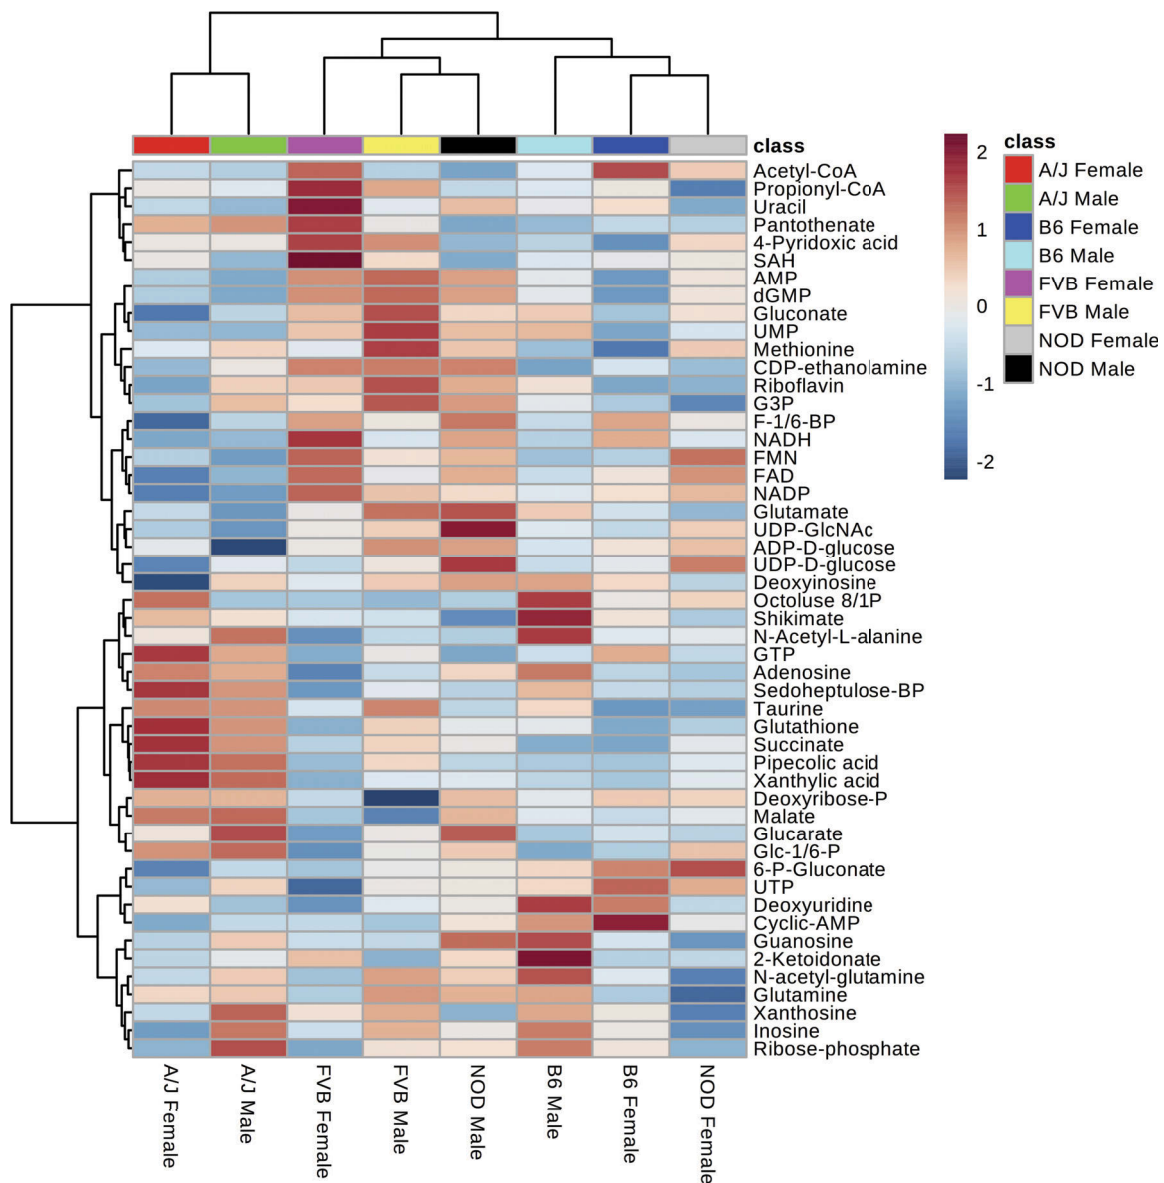 class
Acetyl-CoA
Propionyl-CoA
Uracil
Pantothenate
4-Pyridoxic acid
SAH
AMP
dGMP
Gluconate
UMP
Methionine
CDP-ethanolamine
Riboflavin
G3P
F-1/6-BP
NADH
FMN
FAD
NADP
Glutamate
UDP-GlcNAc
ADP-D-glucose
UDP-D-glucose
Deoxyinosine
Octoluse 8/1P
Shikimate
N-Acetyl-L-alanine
GTP
Adenosine
Sedoheptulose-BP
Taurine
Glutathione
Succinate
Pipecolic acid
Xanthylic acid
Deoxyribose-P
Malate
Glucarate
Glc-1/6-P
6-P-Gluconate
UTP
Deoxyuridine
Cyclic-AMP
Guanosine
2-Ketoidonate
N-acetyl-glutamine
Glutamine
Xanthosine
Inosine
Ribose-phosphate
A/J Female
A/J Male
FVB Female
FVB Male
NOD Male
B6 Male
B6 Female
NOD Female
2
1
0
-1
-2
class
A/J Female
A/J Male
B6 Female
B6 Male
FVB Female
FVB Male
NOD Female
NOD Male